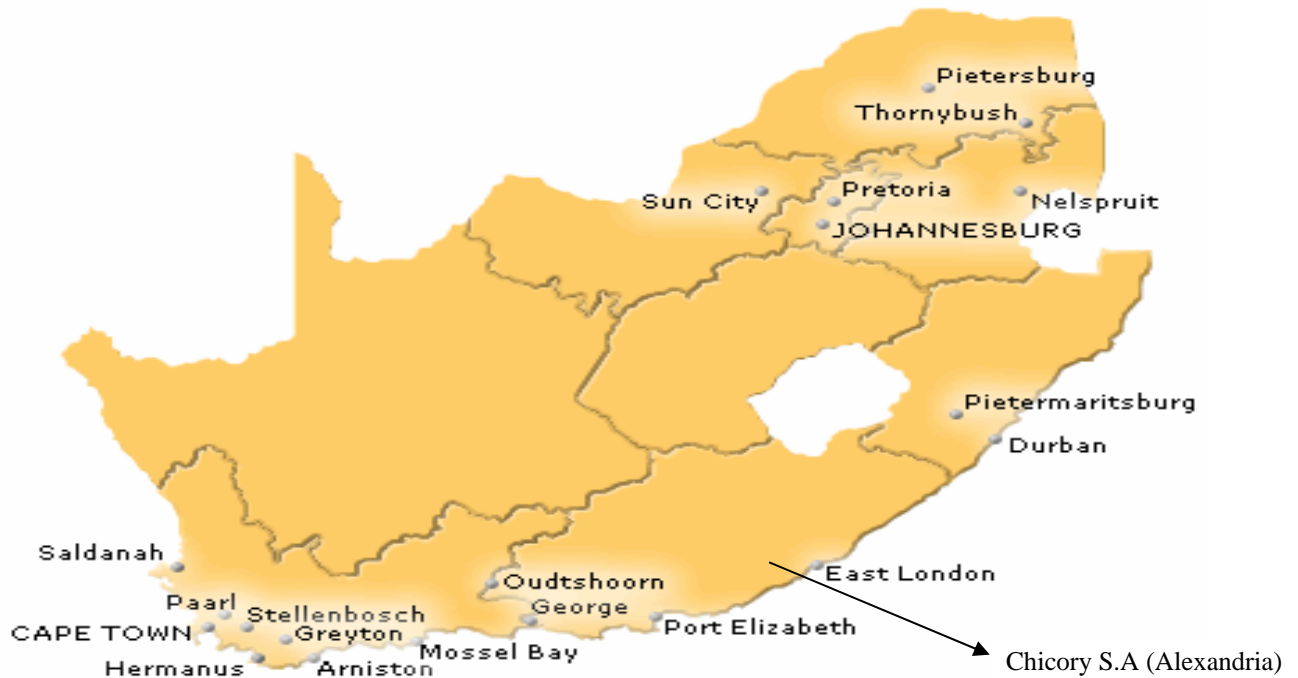 Pietersburg
Thornybush
Sun City
Pretoria
Nelspruit
JOHANNESBURG
Pietermaritsburg
Durban
Saldanah
Oudtshoorn
East London
Paarl
Stellenbosch
George
CAPE TOWN
Greyton
Port Elizabeth
Mossel Bay
Hermanus
Arniston
Chicory S.A (Alexandria)